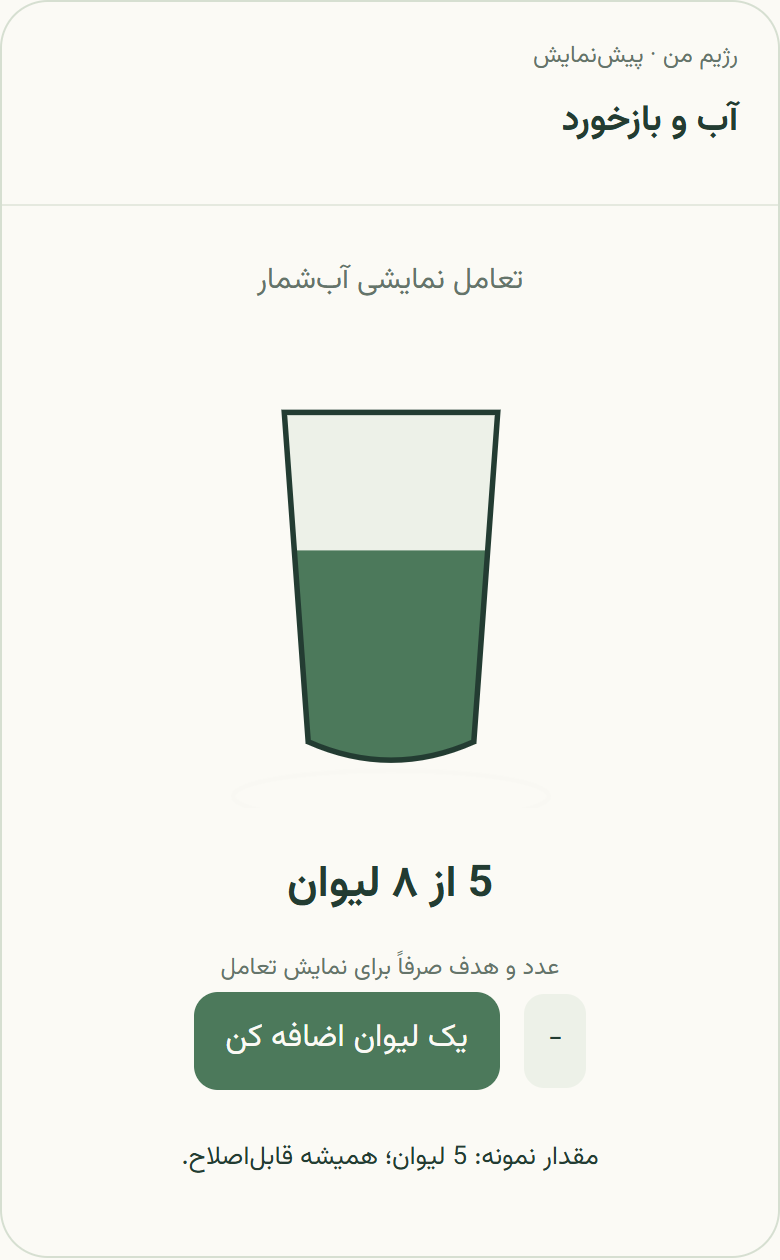 رژیم من · پیش‌نمایش
آب و بازخورد
تعامل نمایشی آب‌شمار
5 از ۸ لیوان
عدد و هدف صرفاً برای نمایش تعامل
-
یک لیوان اضافه کن
مقدار نمونه: 5 لیوان؛ همیشه قابل‌اصلاح.